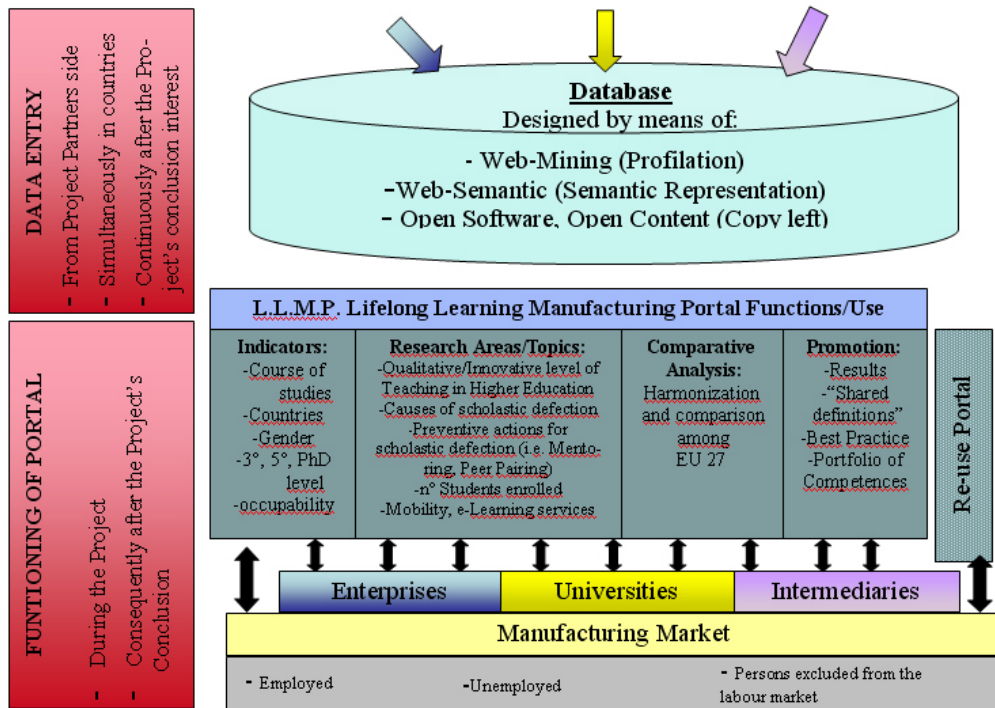 DATA ENTRY
- From Project Partners side
- Simultaneously in countries
- Continuously after the Pro-
ject's conclusion interest
Database
Designed by means of:
- Web-Mining (Profilation)
-Web-Semantic (Semantic Representation)
- Open Software, Open Content (Copy left)
FUNTIONING OF PORTAL
- During the Project
- Consequently after the Project's
Conclusion
L.L.M.P. Lifelong Learning Manufacturing Portal Functions/Use
Indicators:
-Course of
studies
-Countries
-Gender
-3°, 5°, PhD
level
-occupability
Research Areas/Topics:
-Qualitative/Innovative level of
Teaching in Higher Education
-Causes of scholastic defection
-Preventive actions for
scholastic defection (i.e. Mento-
ring, Peer Pairing)
-n° Students enrolled
-Mobility, e-Learning services
Comparative
Analysis:
Harmonization
and comparison
among
EU 27
Promotion:
-Results
-“Shared
definitions”
-Best Practice
-Portfolio of
Competences
Re-use Portal
Enterprises
Universities
Intermediaries
Manufacturing Market
- Employed
-Unemployed
- Persons excluded from the
labour market